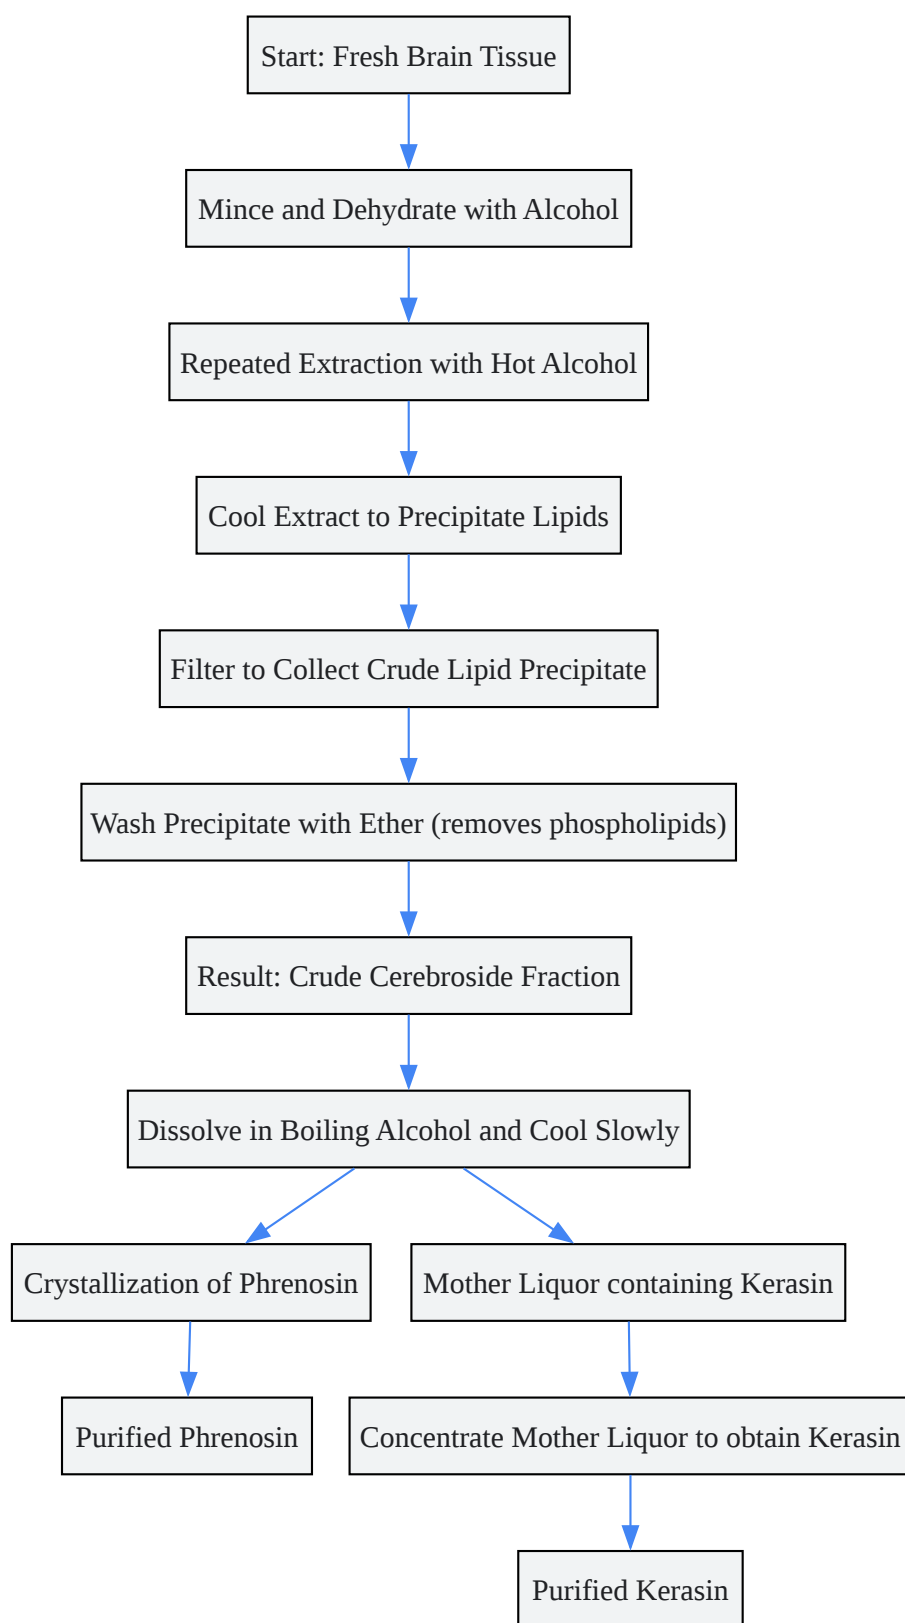 Start: Fresh Brain Tissue
Mince and Dehydrate with Alcohol
Repeated Extraction with Hot Alcohol
Cool Extract to Precipitate Lipids
Filter to Collect Crude Lipid Precipitate
Wash Precipitate with Ether (removes phospholipids)
Result: Crude Cerebroside Fraction
Dissolve in Boiling Alcohol and Cool Slowly
Crystallization of Phrenosin
Mother Liquor containing Kerasin
Purified Phrenosin
Concentrate Mother Liquor to obtain Kerasin
Purified Kerasin